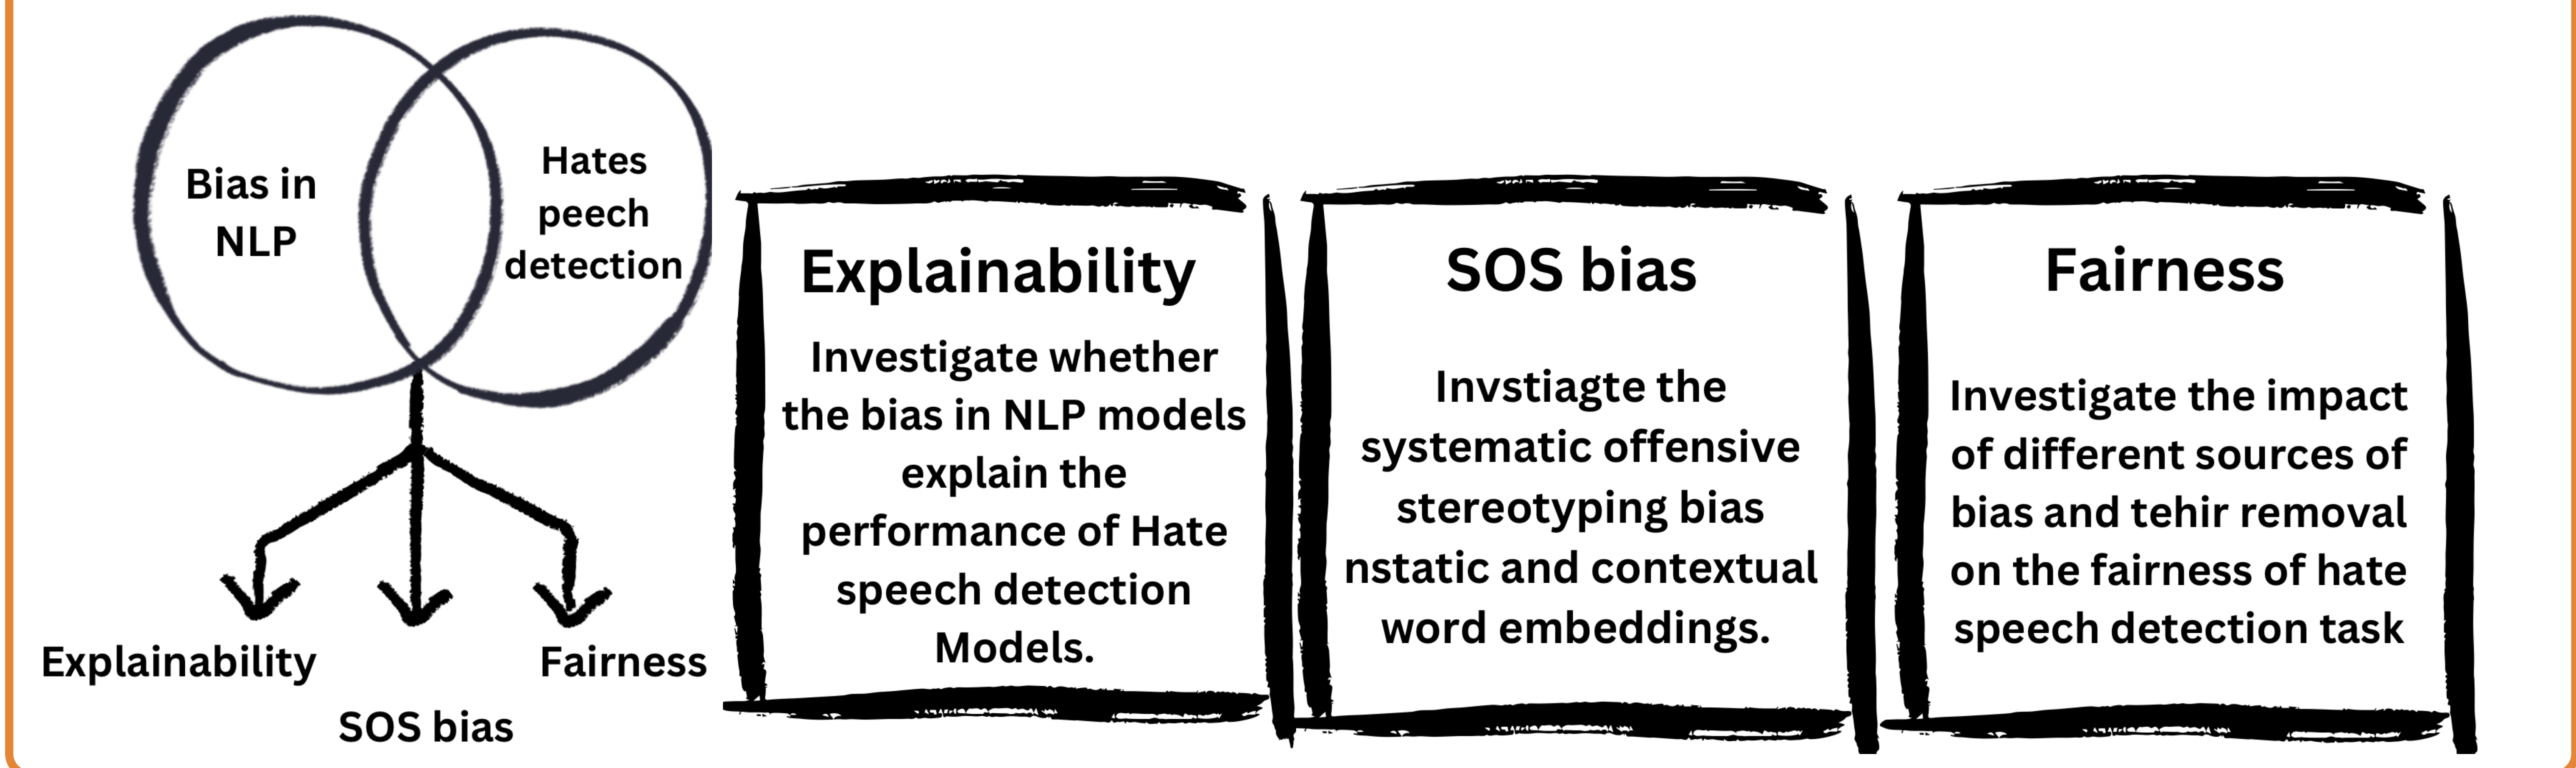 Bias in
NLP
Hates
peech
detection
Explainability
SOS bias
Fairness
Explainability
Investigate whether
the bias in NLP models
explain the
performance of Hate
speech detection
Models.
SOS bias
Invstiagte the
systematic offensive
stereotyping bias
nstatic and contextual
word embeddings.
Fairness
Investigate the impact
of different sources of
bias and tehir removal
on the fairness of hate
speech detection task